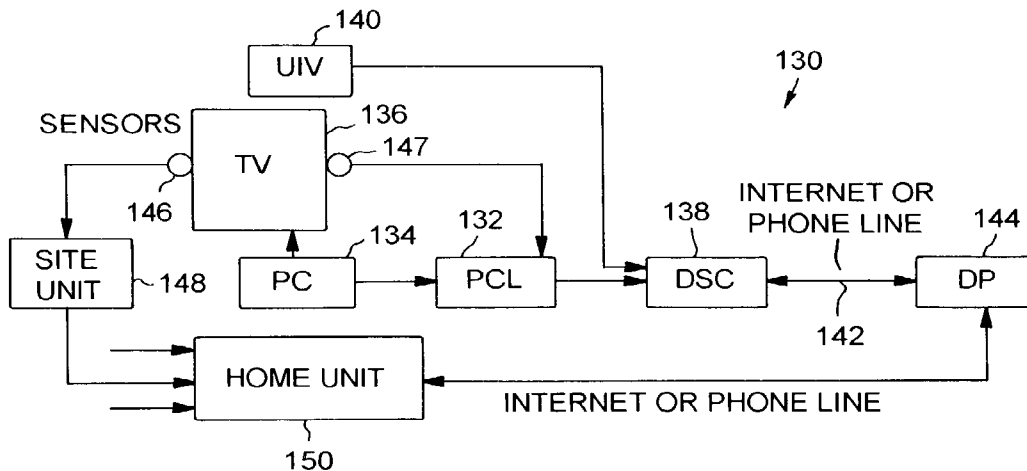 140
UIV
130
SENSORS
136
TV
147
146
INTERNET OR
PHONE LINE
134
132
138
144
SITE
UNIT
148
PC
PCL
DSC
DP
142
HOME UNIT
INTERNET OR PHONE LINE
150